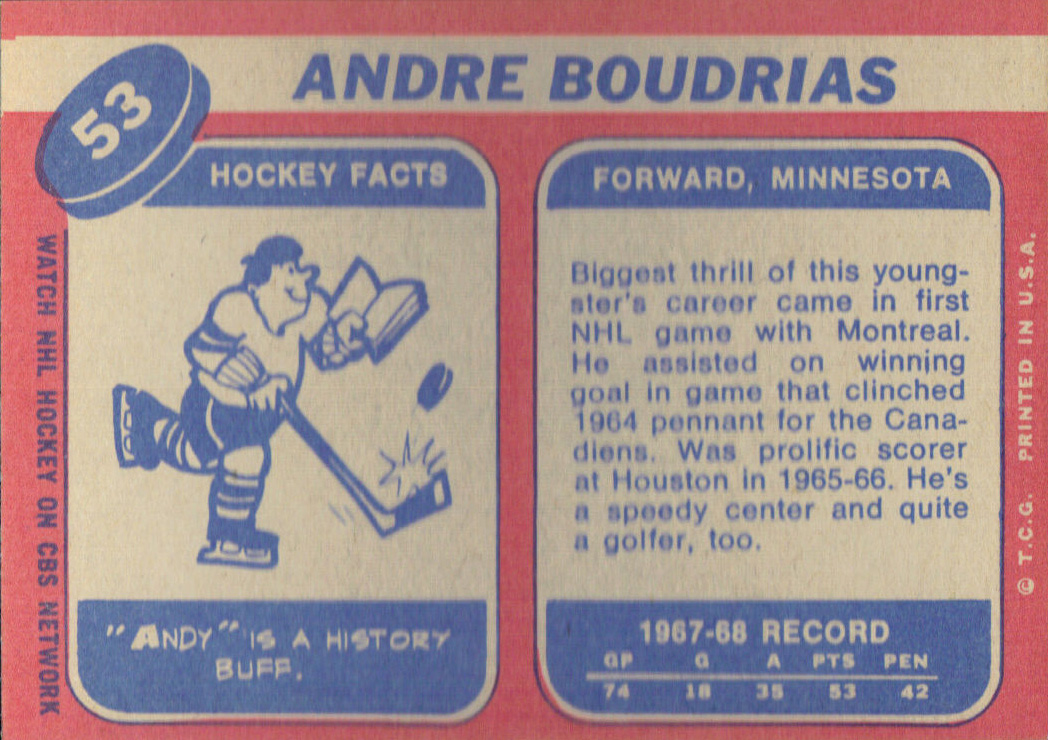 53
ANDRE BOUDRIAS
HOCKEY FACTS
"ANDY" IS A HISTORY
BUFF.
FORWARD, MINNESOTA
Biggest thrill of this young-
ster's career came in first
NHL game with Montreal.
He assisted on winning
goal in game that clinched
1964 pennant for the Cana-
diens. Was prolific scorer
at Houston in 1965-66. He's
a speedy center and quite
a golfer, too.
1967-68 RECORD
GP G A PTS PEN
74 18 35 53 42
WATCH NHL HOCKEY ON CBS NETWORK
© T.C.G. PRINTED IN U.S.A.